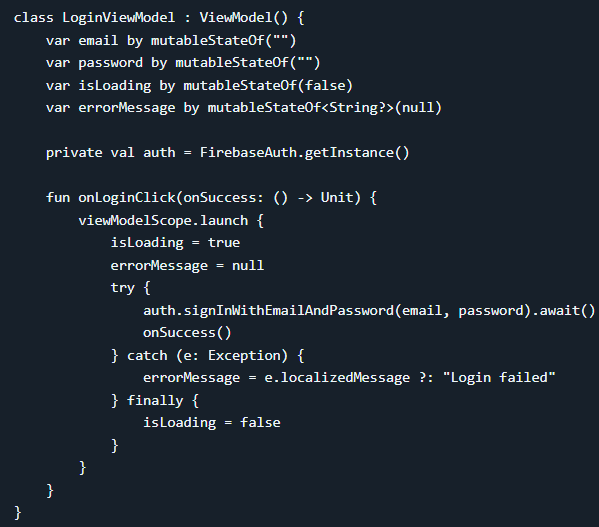 class LoginViewModel : ViewModel() {
    var email by mutableStateOf("")
    var password by mutableStateOf("")
    var isLoading by mutableStateOf(false)
    var errorMessage by mutableStateOf<String?>(null)

    private val auth = FirebaseAuth.getInstance()

    fun onLoginClick(onSuccess: () -> Unit) {
        viewModelScope.launch {
            isLoading = true
            errorMessage = null
            try {
                auth.signInWithEmailAndPassword(email, password).await()
                onSuccess()
            } catch (e: Exception) {
                errorMessage = e.localizedMessage ?: "Login failed"
            } finally {
                isLoading = false
            }
        }
    }
}